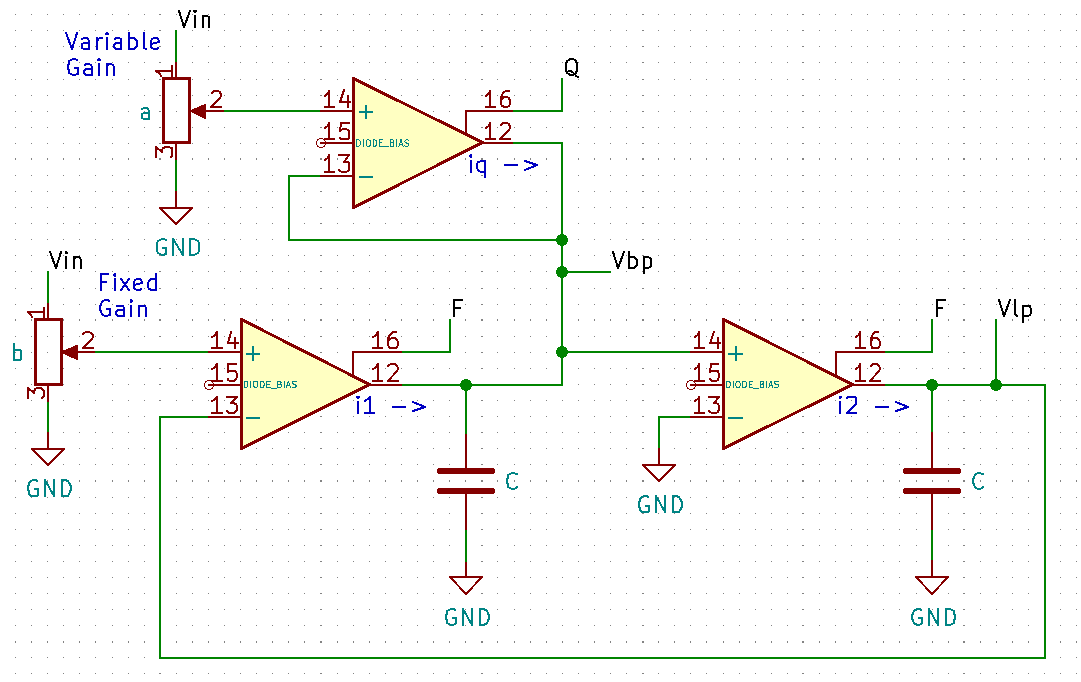 Vin
Variable
Gain
1
a
2
3
GND
14
+
15
DIODE_BIAS
13
−
16
Q
12
iq ->
Vbp
Vin
Fixed
Gain
1
b
2
3
GND
14
+
15
DIODE_BIAS
13
−
16
F
12
i1 ->
C
GND
14
+
15
DIODE_BIAS
13
−
GND
16
F
12
i2 ->
Vlp
C
GND